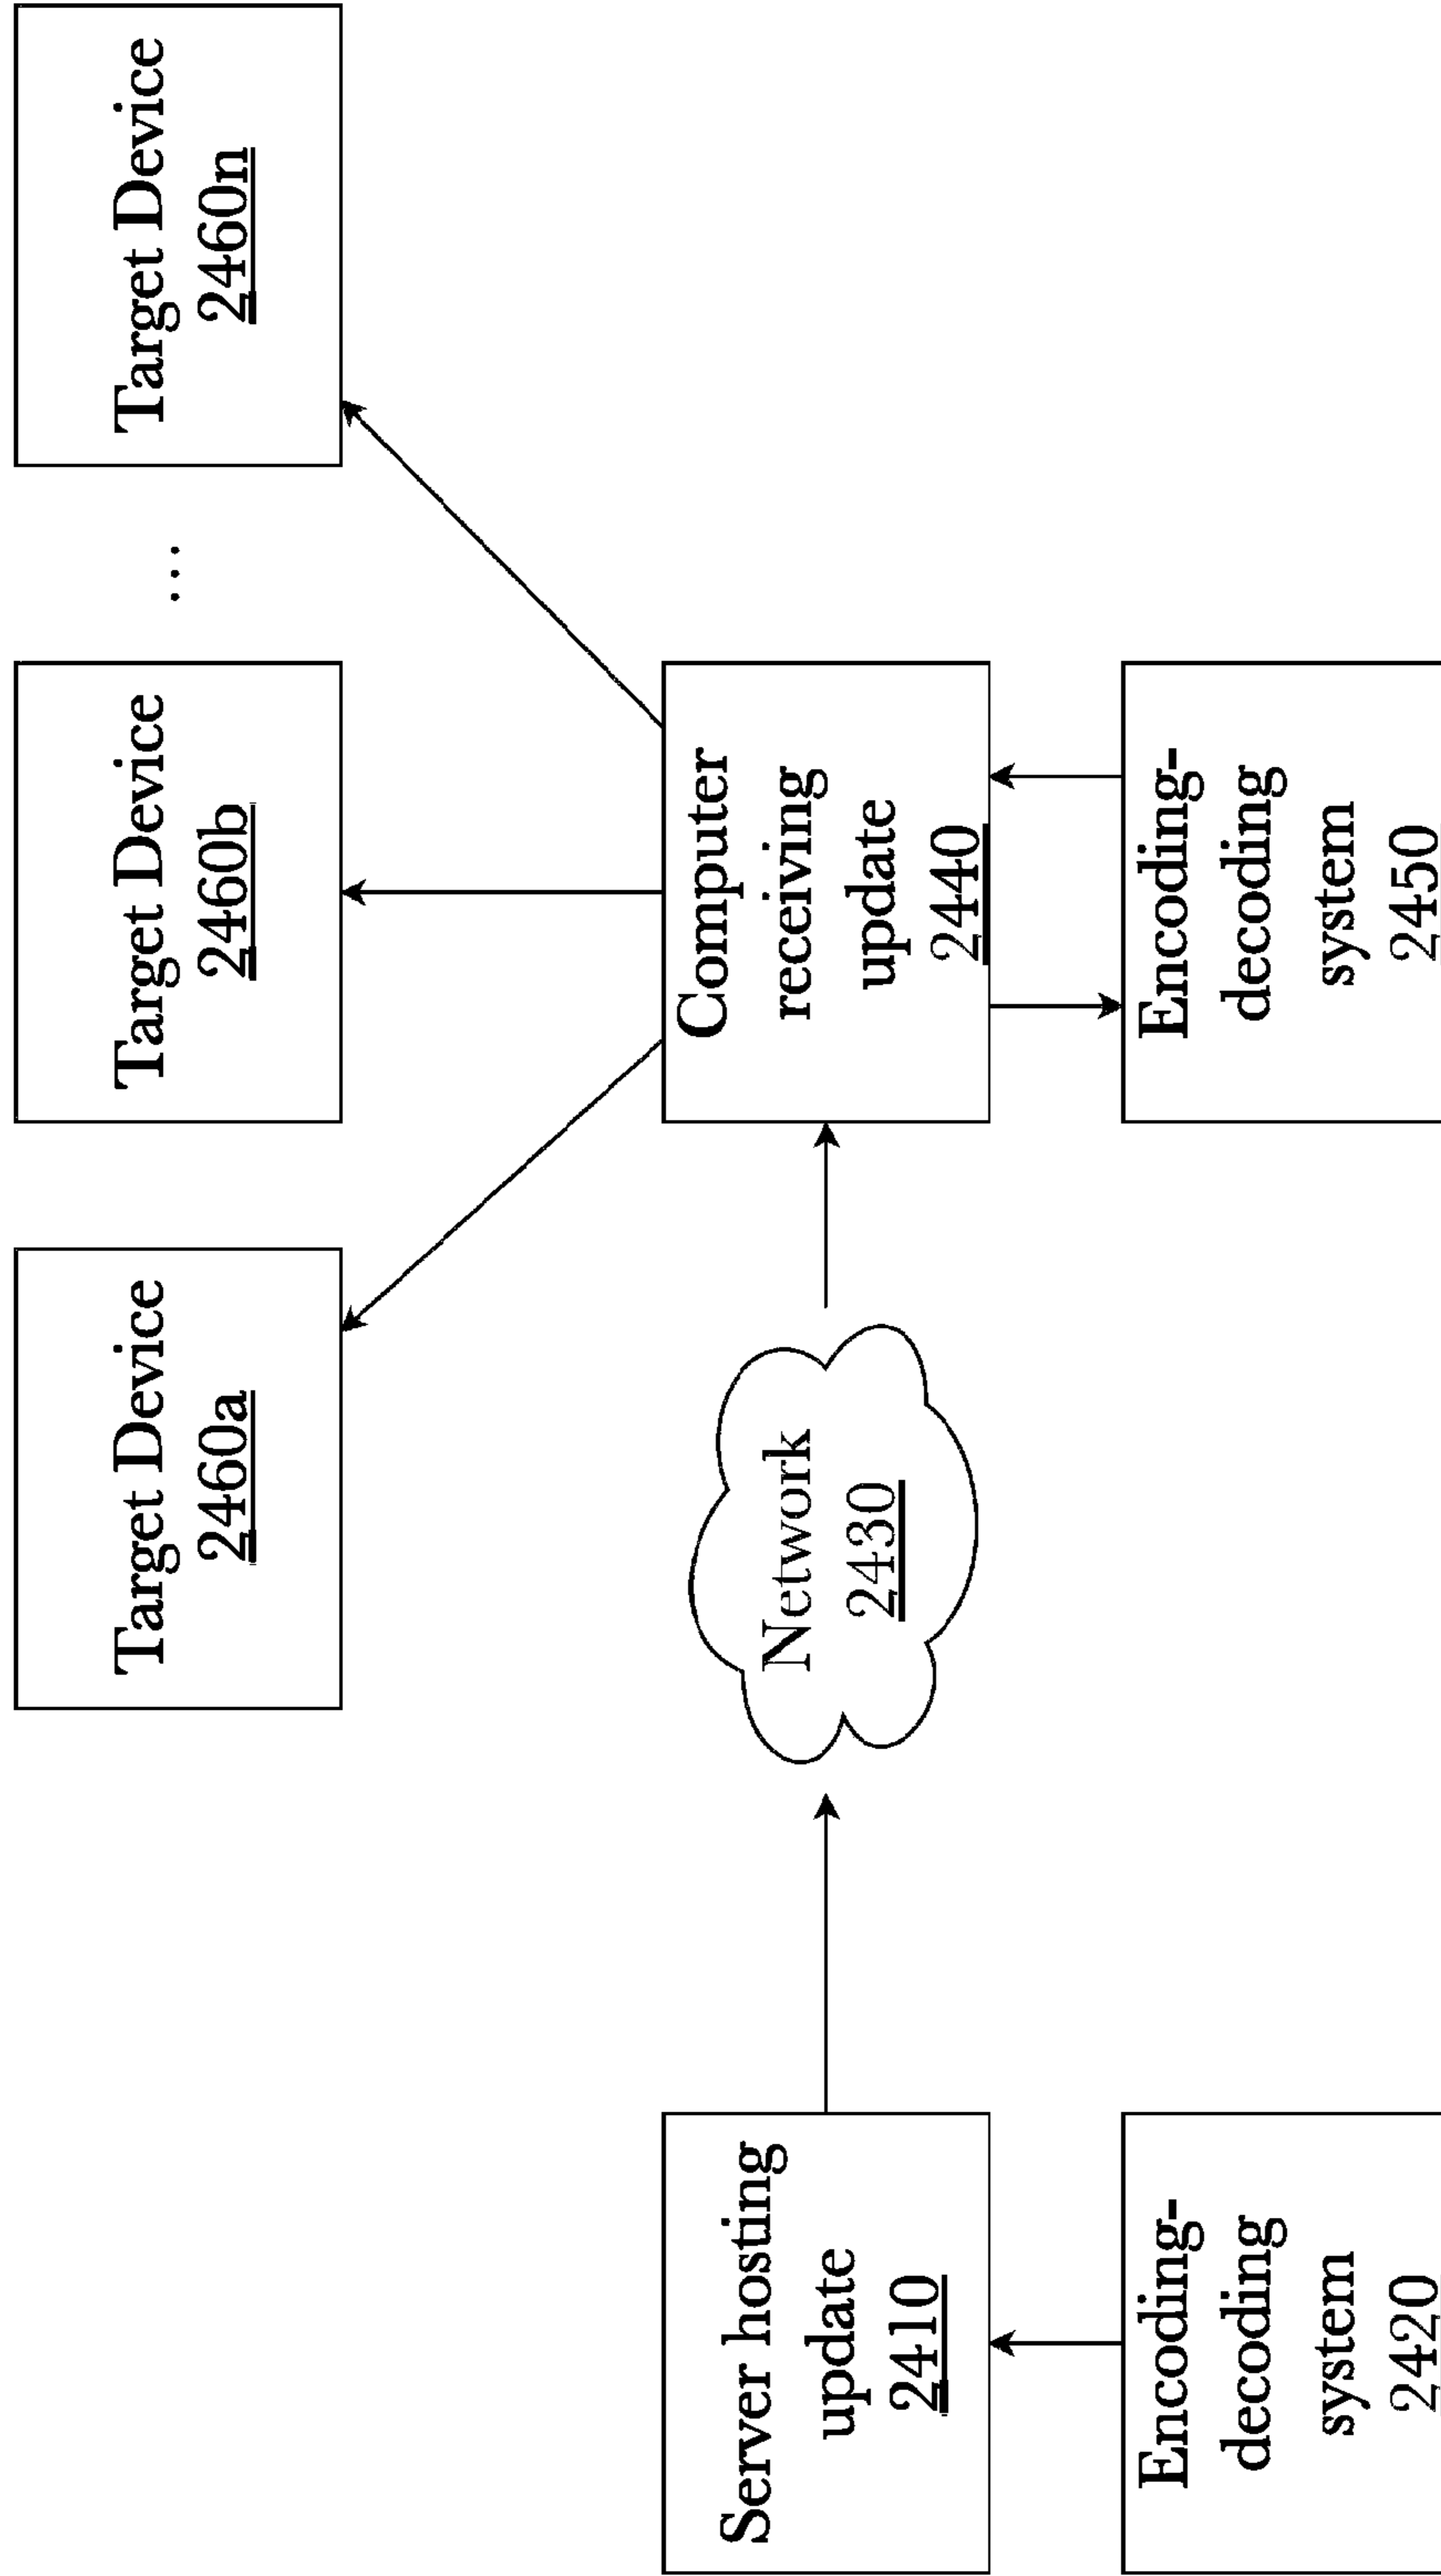 Target Device
2460a
Target Device
2460b
...
Target Device
2460n
Server hosting
update
2410
Network
2430
Computer
receiving
update
2440
Encoding-
decoding
system
2420
Encoding-
decoding
system
2450